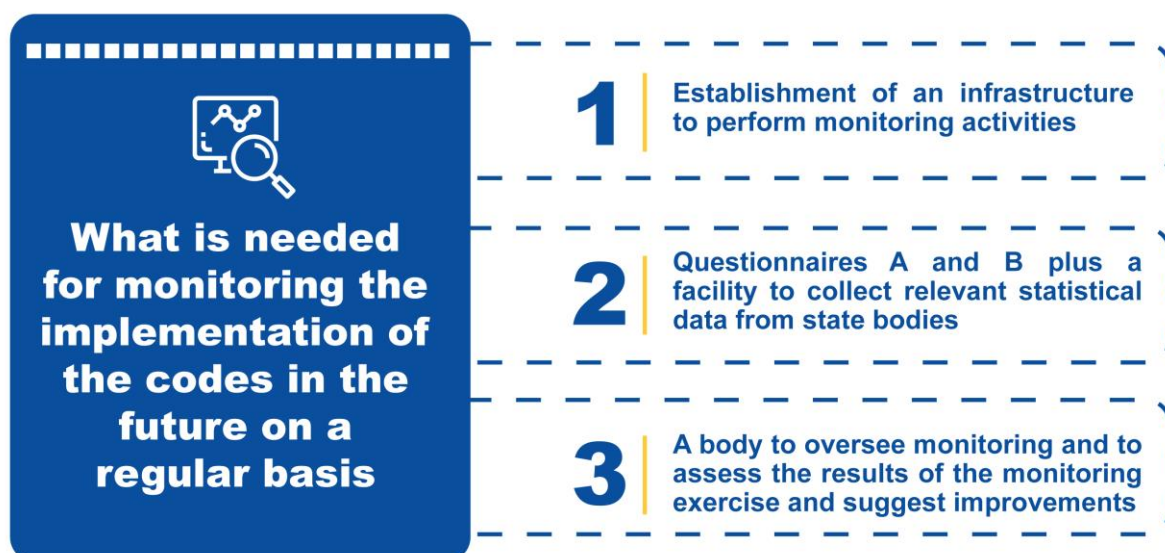 What is needed
for monitoring the
implementation of
the codes in the
future on a
regular basis
1
Establishment of an infrastructure
to perform monitoring activities
2
Questionnaires A and B plus a
facility to collect relevant statistical
data from state bodies
3
A body to oversee monitoring and to
assess the results of the monitoring
exercise and suggest improvements